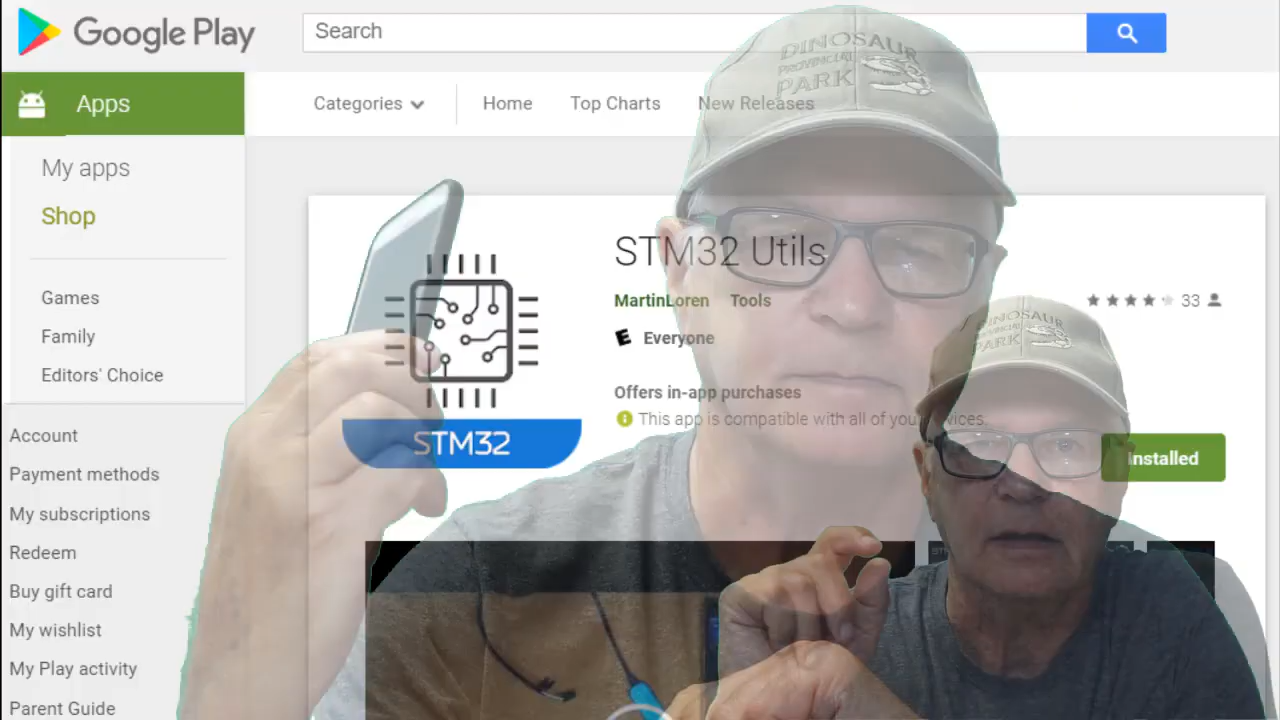 Google Play
Search
Apps
Categories
Home
Top Charts
New Releases
My apps
Shop
Games
Family
Editors' Choice
Account
Payment methods
My subscriptions
Redeem
Buy gift card
My wishlist
My Play activity
Parent Guide
DINOSAUR
PROVINCIAL
PARK
STM32 Utils
MartinLoren Tools
33
E Everyone
Offers in-app purchases
This app is compatible with all of your devices.
Installed
STM32
DINOSAUR
PROVINCIAL
PARK